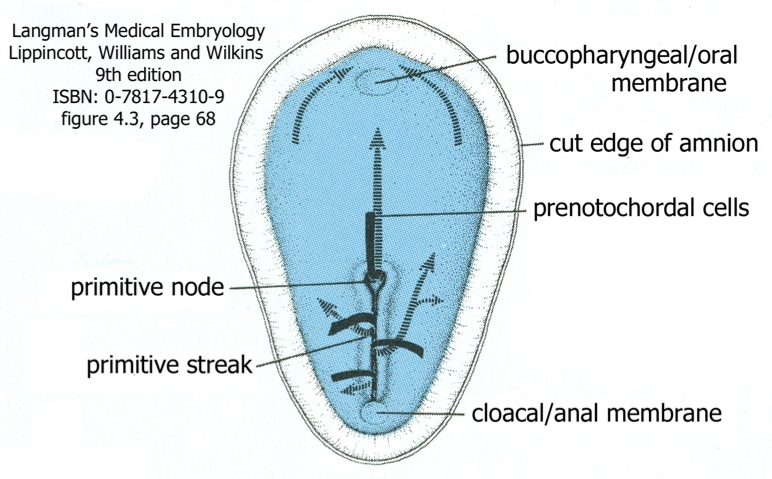 Langman's Medical Embryology
Lippincott, Williams and Wilkins
9th edition
ISBN: 0-7817-4310-9
figure 4.3, page 68
buccopharyngeal/oral
membrane
cut edge of amnion
prenotochordal cells
primitive node
primitive streak
cloacal/anal membrane